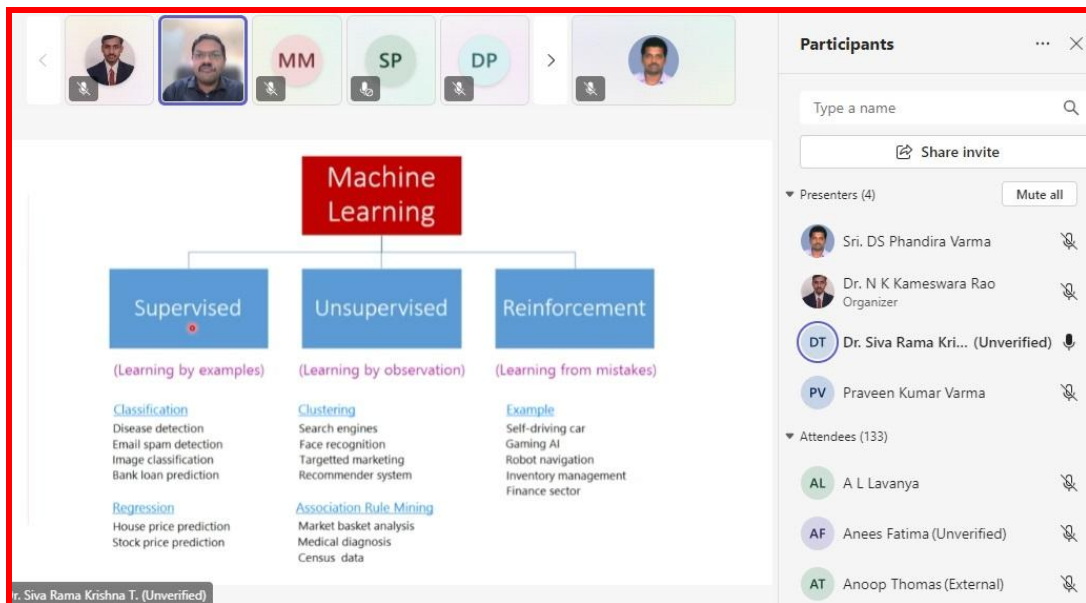 MM
SP
DP
Machine
Learning
Supervised
Unsupervised
Reinforcement
(Learning by examples)
(Learning by observation)
(Learning from mistakes)
Classification
Disease detection
Email spam detection
Image classification
Bank loan prediction
Regression
House price prediction
Stock price prediction
Clustering
Search engines
Face recognition
Targetted marketing
Recommender system
Association Rule Mining
Market basket analysis
Medical diagnosis
Census data
Example
Self-driving car
Gaming AI
Robot navigation
Inventory management
Finance sector
r. Siva Rama Krishna T. (Unverified)
Participants
Type a name
Share invite
Presenters (4)
Mute all
Sri. DS Phandira Varma
Dr. N K Kameswara Rao
Organizer
DT Dr. Siva Rama Kri... (Unverified)
PV Praveen Kumar Varma
Attendees (133)
AL A L Lavanya
AF Anees Fatima (Unverified)
AT Anoop Thomas (External)